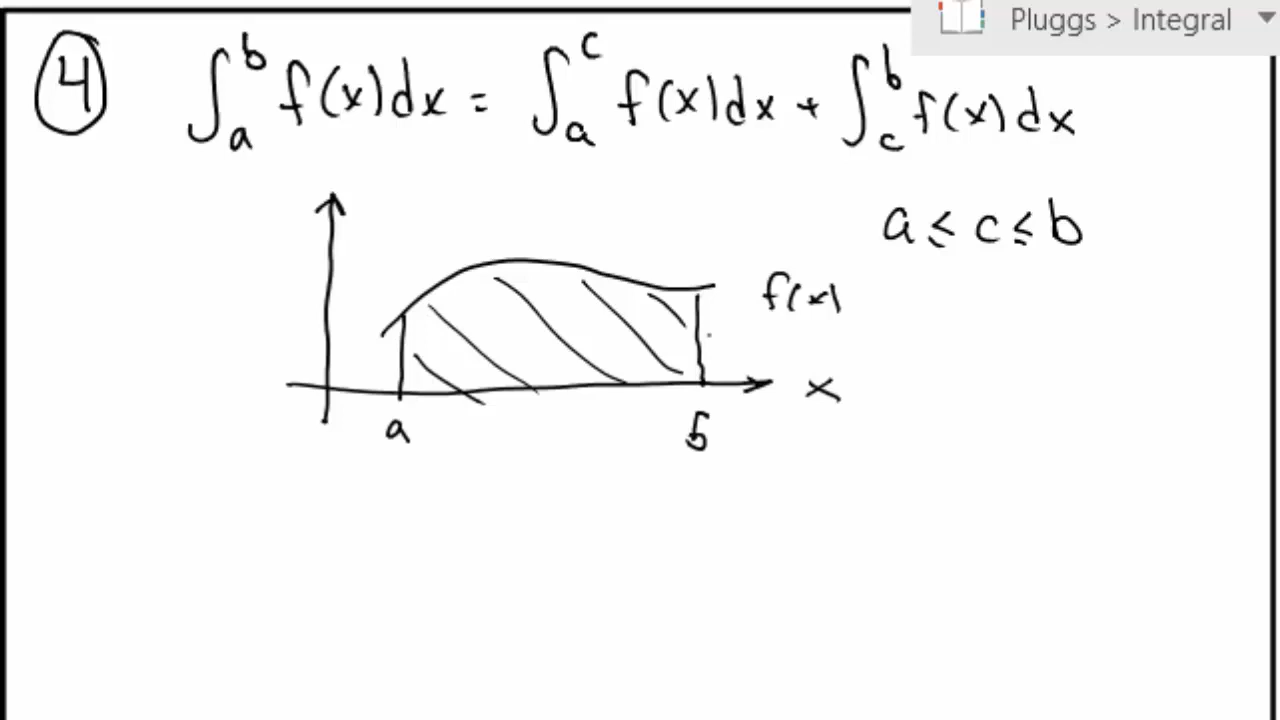 Pluggs > Integral
④ ∫_a^b f(x)dx = ∫_a^c f(x)dx + ∫_c^b f(x)dx
a ≤ c ≤ b
f(x)
x
a
b